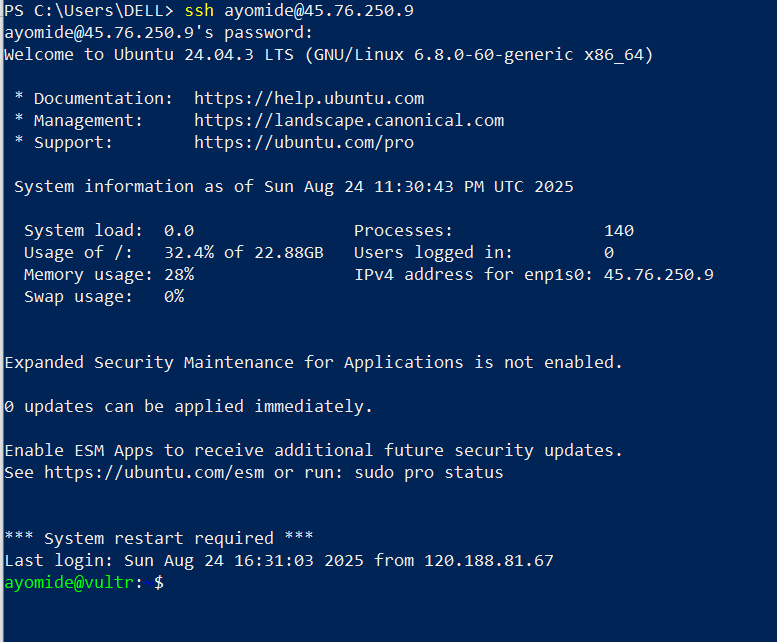 PS C:\Users\DELL> ssh ayomide@45.76.250.9
ayomide@45.76.250.9's password:
Welcome to Ubuntu 24.04.3 LTS (GNU/Linux 6.8.0-60-generic x86_64)
* Documentation: https://help.ubuntu.com
* Management: https://landscape.canonical.com
* Support: https://ubuntu.com/pro
System information as of Sun Aug 24 11:30:43 PM UTC 2025
System load: 0.0 Processes: 140
Usage of /: 32.4% of 22.88GB Users logged in: 0
Memory usage: 28% IPv4 address for enp1s0: 45.76.250.9
Swap usage: 0%
Expanded Security Maintenance for Applications is not enabled.
0 updates can be applied immediately.
Enable ESM Apps to receive additional future security updates.
See https://ubuntu.com/esm or run: sudo pro status
*** System restart required ***
Last login: Sun Aug 24 16:31:03 2025 from 120.188.81.67
ayomide@vultr:~$